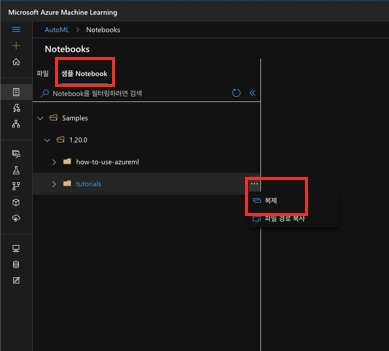 Microsoft Azure Machine Learning
AutoML > Notebooks
Notebooks
파일 샘플 Notebook
Notebook을 필터링하려면 검색
Samples
1.20.0
how-to-use-azureml
tutorials
복제
파일 경로 복사